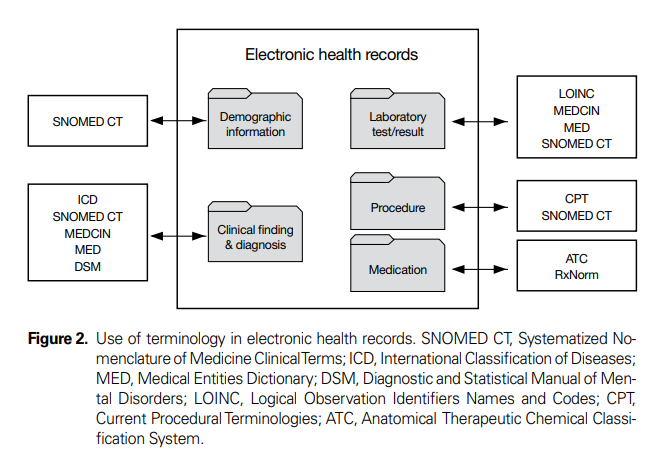 Electronic health records
SNOMED CT
Demographic
information
Laboratory
test/result
LOINC
MEDCIN
MED
SNOMED CT
ICD
SNOMED CT
MEDCIN
MED
DSM
Clinical finding
& diagnosis
Procedure
CPT
SNOMED CT
Medication
ATC
RxNorm
Figure 2. Use of terminology in electronic health records. SNOMED CT, Systematized No-
menclature of Medicine Clinical Terms; ICD, International Classification of Diseases;
MED, Medical Entities Dictionary; DSM, Diagnostic and Statistical Manual of Men-
tal Disorders; LOINC, Logical Observation Identifiers Names and Codes; CPT,
Current Procedural Terminologies; ATC, Anatomical Therapeutic Chemical Classi-
fication System.